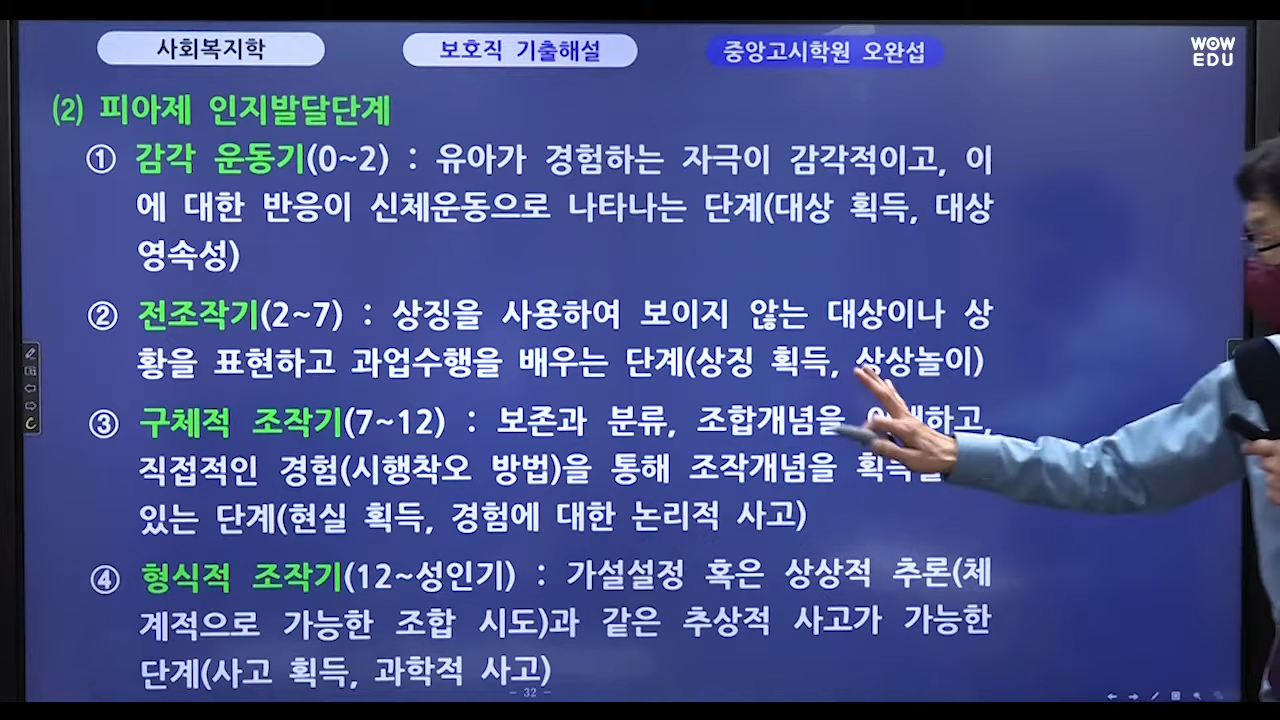 사회복지학
보호직 기출해설
중앙고시학원 오완섭
WOW
EDU
(2) 피아제 인지발달단계
① 감각 운동기(0~2) : 유아가 경험하는 자극이 감각적이고, 이
에 대한 반응이 신체운동으로 나타나는 단계(대상 획득, 대상
영속성)
② 전조작기(2~7) : 상징을 사용하여 보이지 않는 대상이나 상
황을 표현하고 과업수행을 배우는 단계(상징 획득, 상상놀이)
③ 구체적 조작기(7~12) : 보존과 분류, 조합개념을
직접적인 경험(시행착오 방법)을 통해 조작개념을
있는 단계(현실 획득, 경험에 대한 논리적 사고)
④ 형식적 조작기(12~성인기) : 가설설정 혹은 상상적 추론(체
계적으로 가능한 조합 시도)과 같은 추상적 사고가 가능한
단계(사고 획득, 과학적 사고)
- 32 -